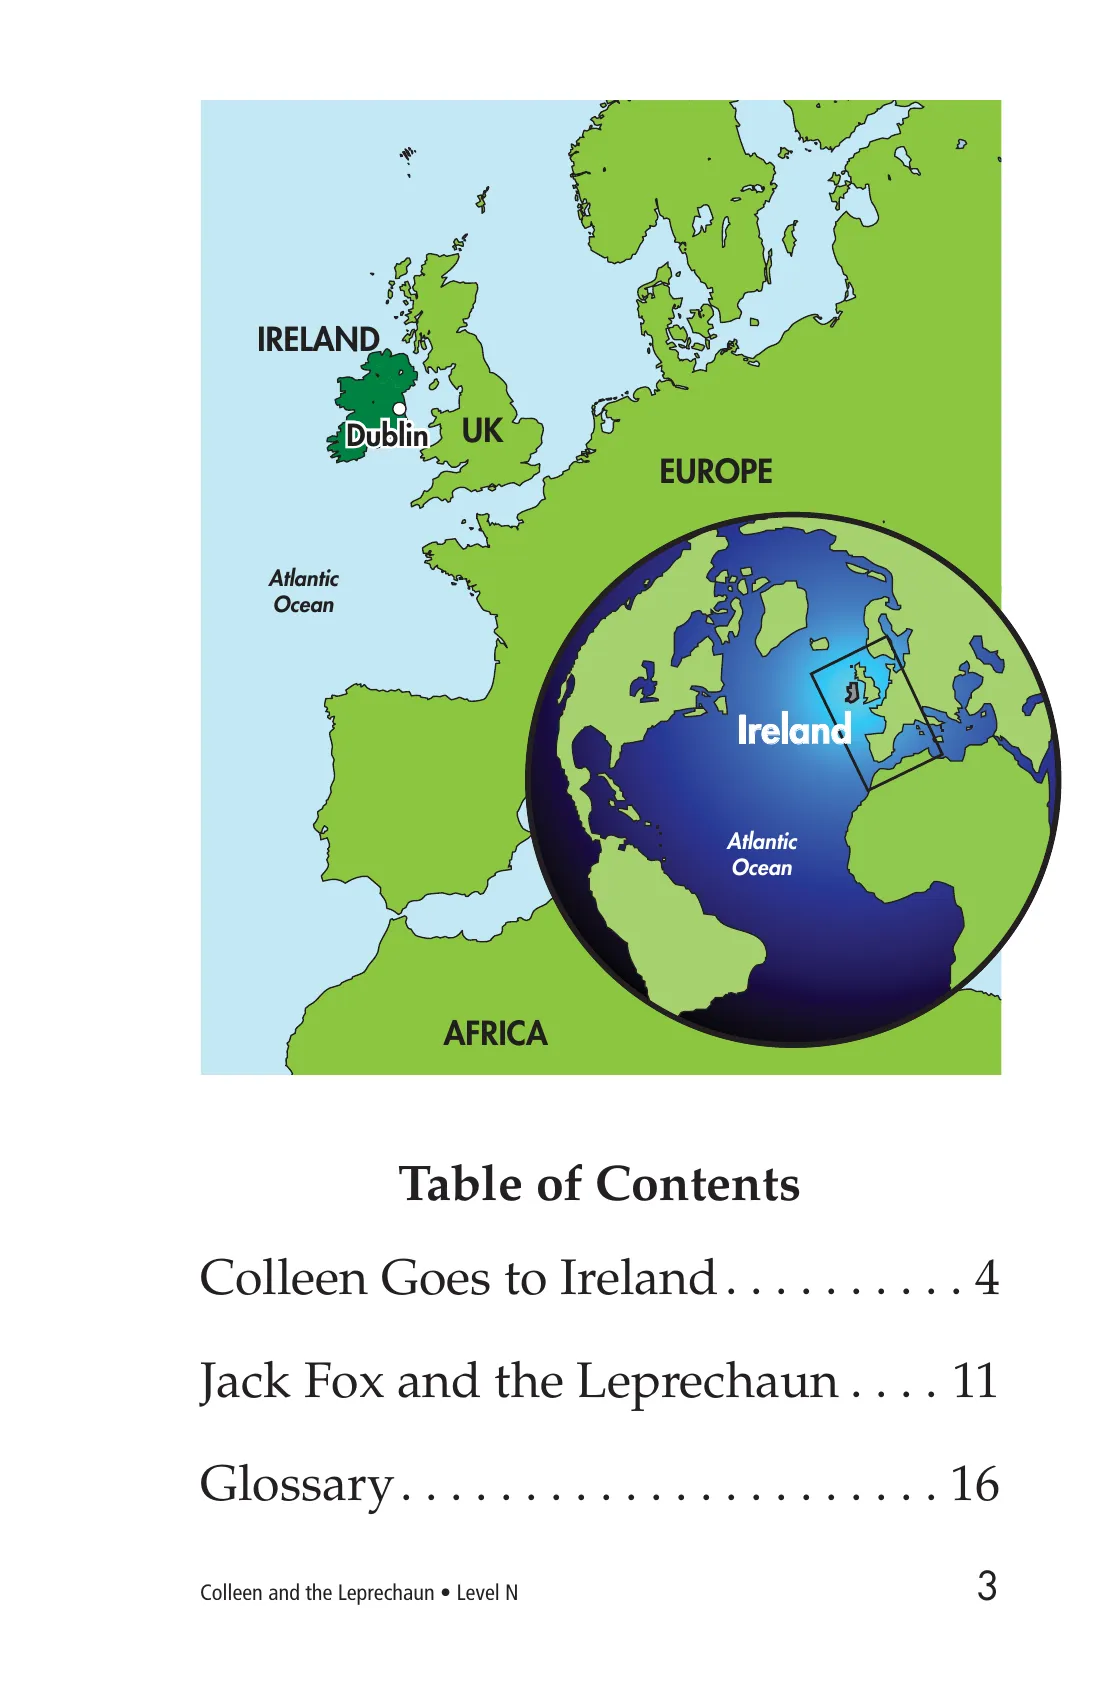 IRELAND
Dublin
UK
EUROPE
Atlantic
Ocean
Ireland
Atlantic
Ocean
AFRICA
Table of Contents
Colleen Goes to Ireland . . . . . . . . . . 4
Jack Fox and the Leprechaun . . . . 11
Glossary . . . . . . . . . . . . . . . . . . . . . . 16
Colleen and the Leprechaun • Level N
3